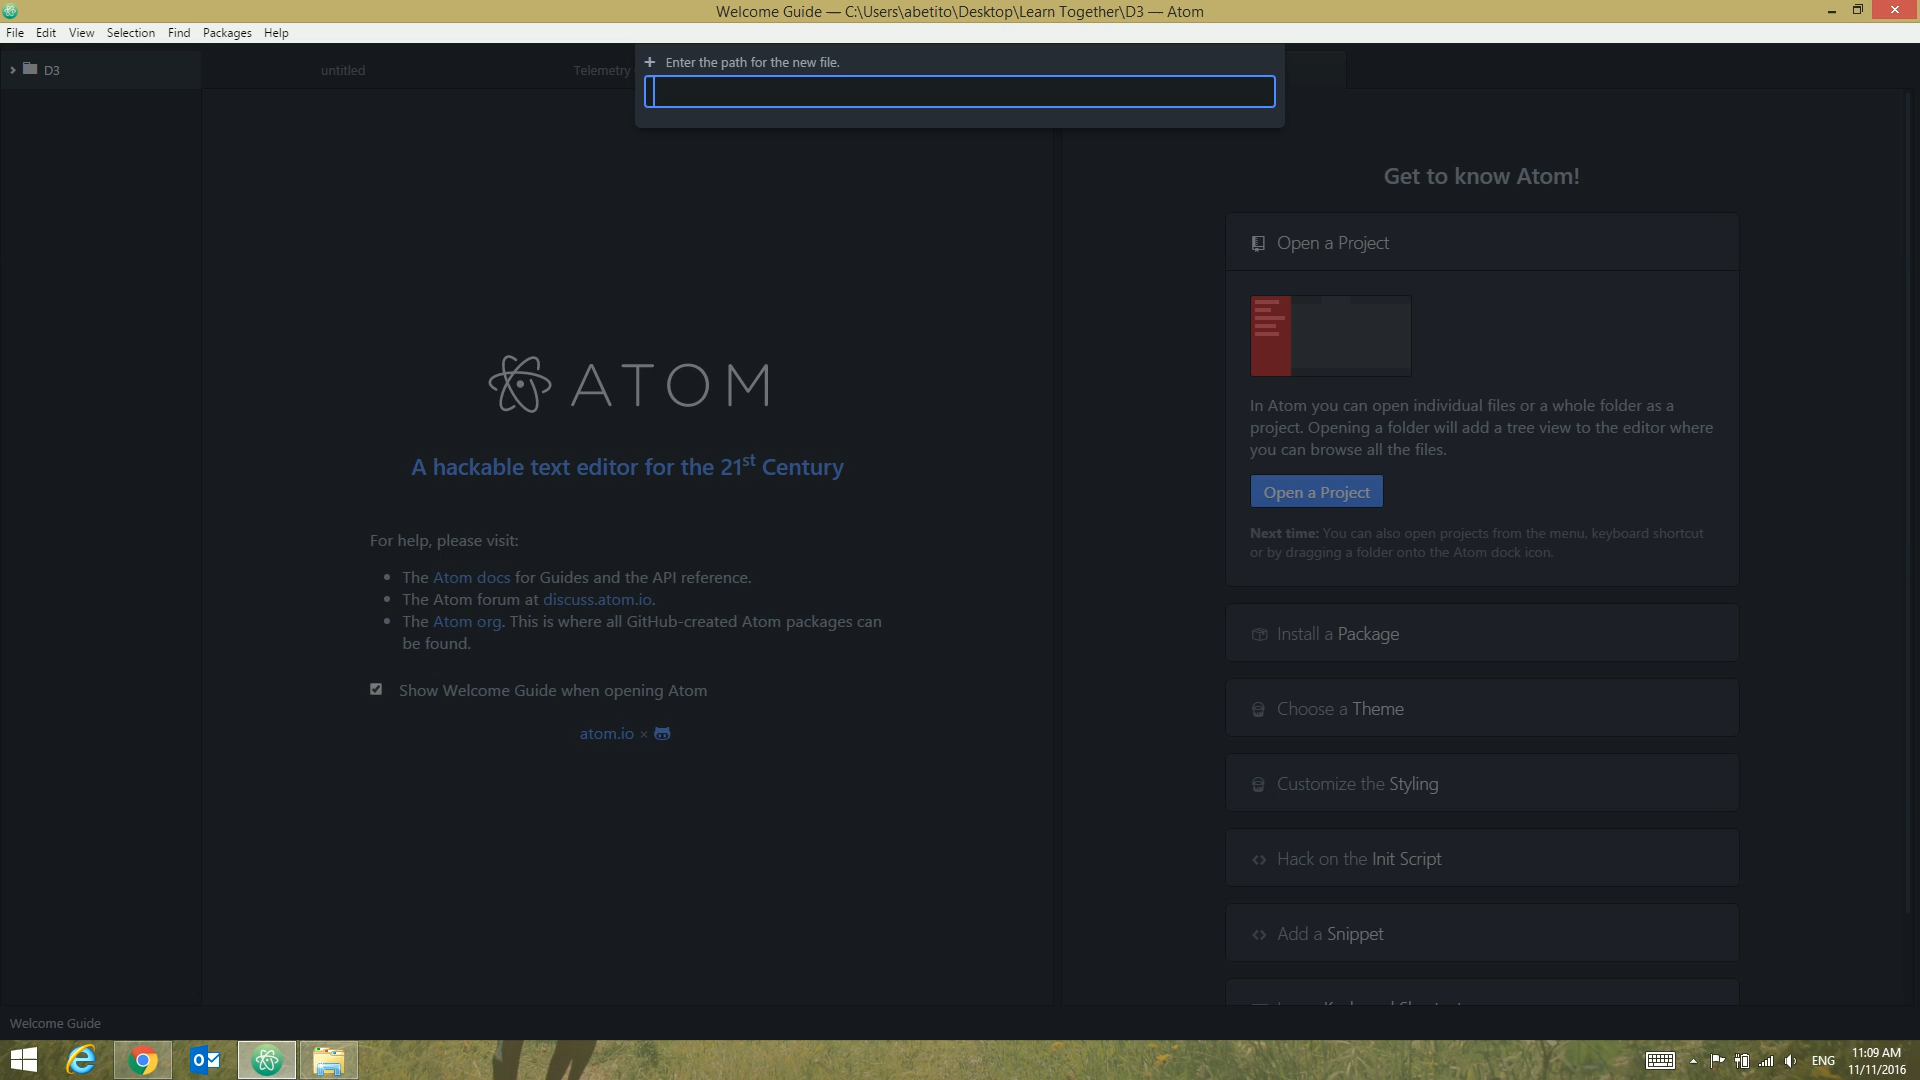 Welcome Guide — C:\Users\abetito\Desktop\Learn Together\D3 — Atom
File Edit View Selection Find Packages Help
D3
untitled
Telemetry
Enter the path for the new file.
ATOM
A hackable text editor for the 21st Century
For help, please visit:
• The Atom docs for Guides and the API reference.
• The Atom forum at discuss.atom.io.
• The Atom org. This is where all GitHub-created Atom packages can
be found.
Show Welcome Guide when opening Atom
atom.io ×
Get to know Atom!
Open a Project
In Atom you can open individual files or a whole folder as a
project. Opening a folder will add a tree view to the editor where
you can browse all the files.
Open a Project
Next time: You can also open projects from the menu, keyboard shortcut
or by dragging a folder onto the Atom dock icon.
Install a Package
Choose a Theme
Customize the Styling
Hack on the Init Script
Add a Snippet
Welcome Guide
ENG
11:09 AM
11/11/2016